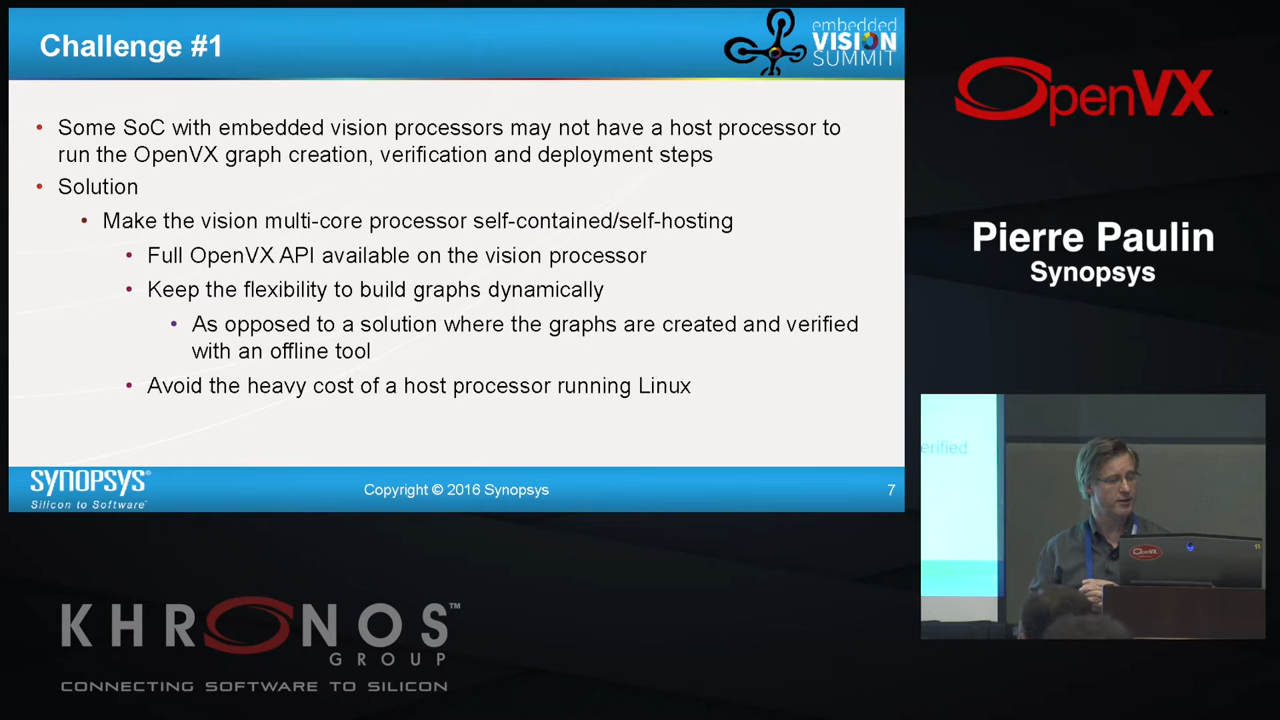 Challenge #1
embedded
VISION
SUMMIT
• Some SoC with embedded vision processors may not have a host processor to
run the OpenVX graph creation, verification and deployment steps
• Solution
• Make the vision multi-core processor self-contained/self-hosting
• Full OpenVX API available on the vision processor
• Keep the flexibility to build graphs dynamically
• As opposed to a solution where the graphs are created and verified
with an offline tool
• Avoid the heavy cost of a host processor running Linux
SYNOPSYS®
Silicon to Software™
Copyright © 2016 Synopsys
7
OpenVX™
Pierre Paulin
Synopsys
erified
OpenVX
KHRONOS™
GROUP
CONNECTING SOFTWARE TO SILICON